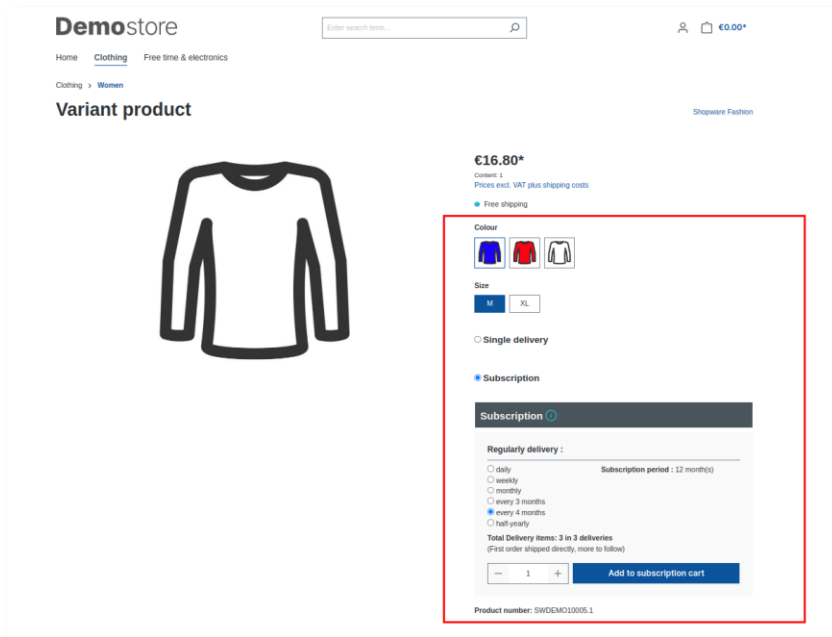 Demostore
Enter search term...
€0.00*
Home Clothing Free time & electronics
Clothing > Women
Variant product
Shopware Fashion
€16.80*
Content: 1
Prices excl. VAT plus shipping costs
Free shipping
Colour
Size
M XL
Single delivery
Subscription
Subscription
Regularly delivery :
daily Subscription period : 12 month(s)
weekly
monthly
every 3 months
every 4 months
half-yearly
Total Delivery items: 3 in 3 deliveries
(First order shipped directly, more to follow)
− 1 + Add to subscription cart
Product number: SWDEMO10005.1